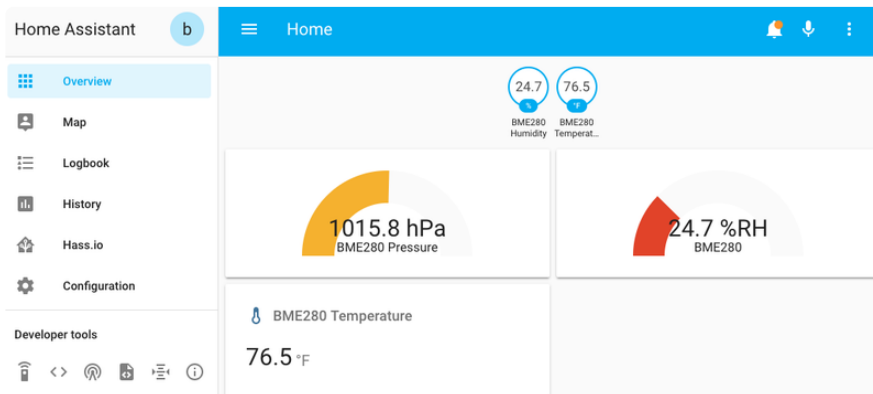 Home Assistant
b
Home
Overview
Map
Logbook
History
Hass.io
Configuration
Developer tools
24.7
%
BME280
Humidity
76.5
°F
BME280
Temperat...
1015.8 hPa
BME280 Pressure
24.7 %RH
BME280
BME280 Temperature
76.5 °F